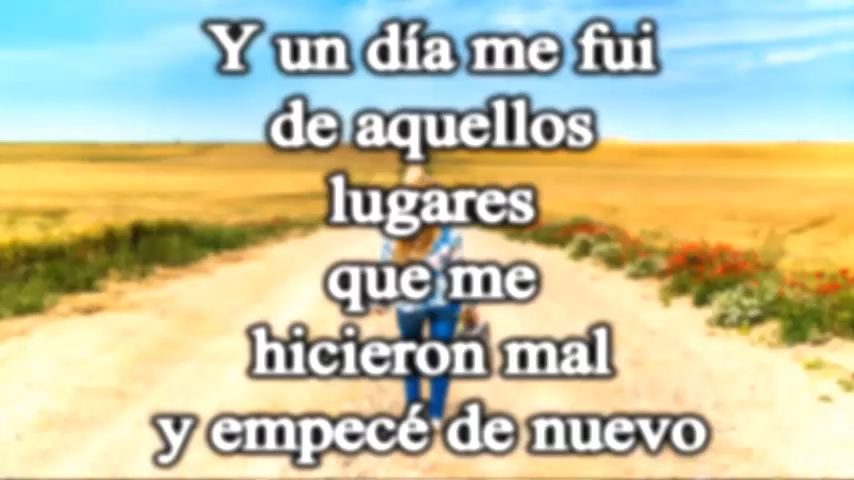 Y un día me fui
de aquellos
lugares
que me
hicieron mal
y empecé de nuevo